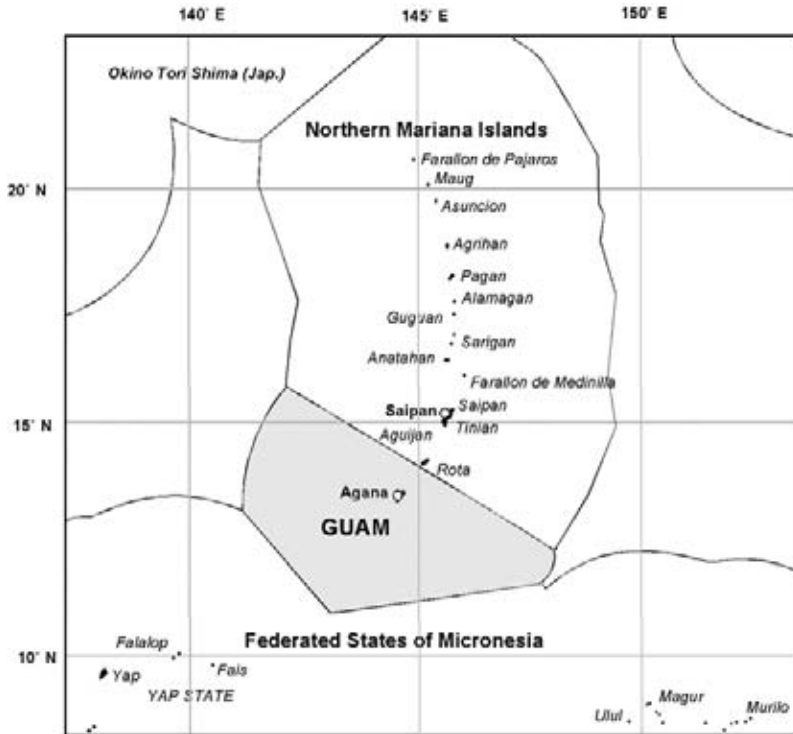 140° E 145° E 150° E
Okino Tori Shima (Jap.)
Northern Mariana Islands
Farallon de Pajaros
20° N
Maug
Asuncion
Agrihan
Pagan
Alamagan
Guguan
Sarigan
Anatahan
Farallon de Medinilla
Saipan Saipan
15° N
Tinian
Aguijan
Rota
Agana
GUAM
Federated States of Micronesia
10° N
Falalop
Yap
Fais
YAP STATE
Magur
Ulul
Murilo